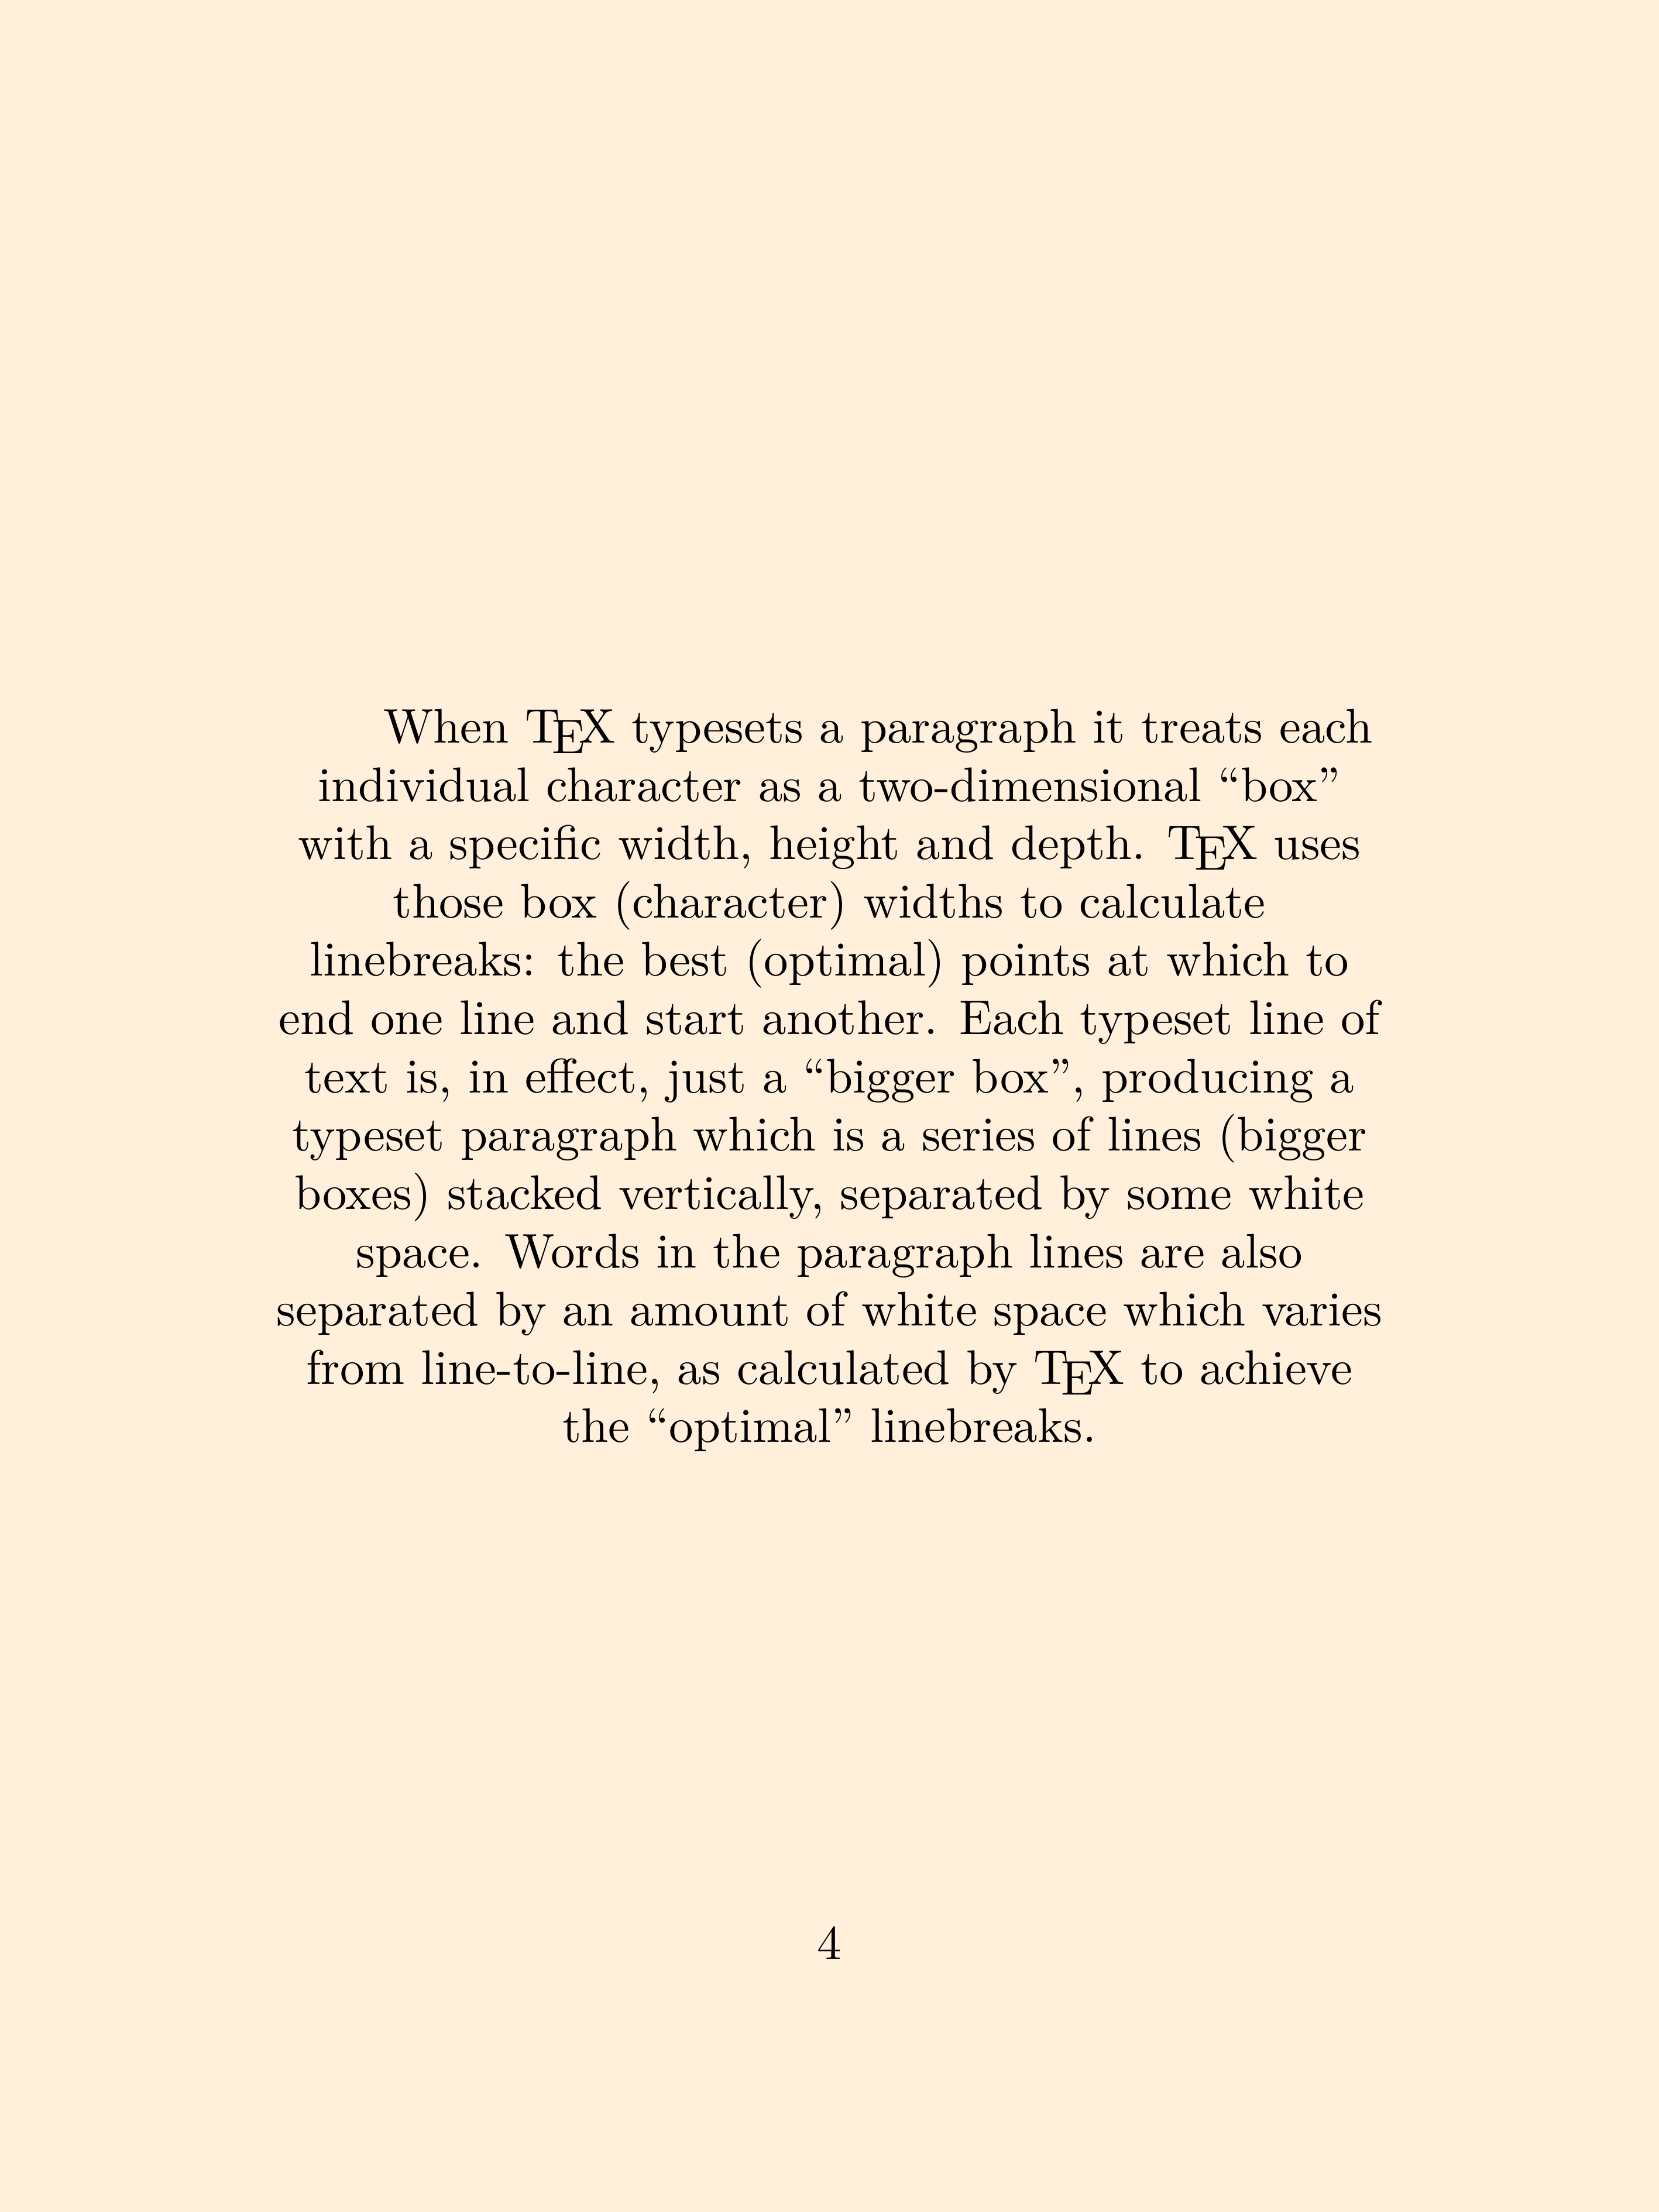 When TEX typesets a paragraph it treats each
individual character as a two-dimensional “box”
with a specific width, height and depth. TEX uses
those box (character) widths to calculate
linebreaks: the best (optimal) points at which to
end one line and start another. Each typeset line of
text is, in effect, just a “bigger box”, producing a
typeset paragraph which is a series of lines (bigger
boxes) stacked vertically, separated by some white
space. Words in the paragraph lines are also
separated by an amount of white space which varies
from line-to-line, as calculated by TEX to achieve
the “optimal” linebreaks.
4